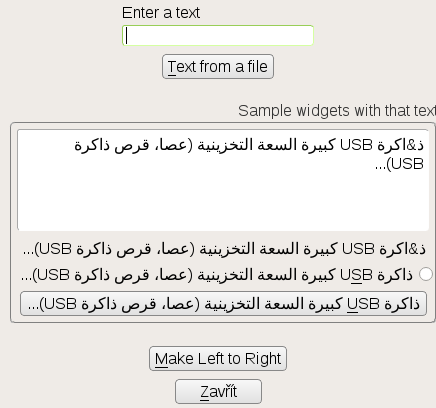 Enter a text
Text from a file
Sample widgets with that text
ذ&اكرة USB كبيرة السعة التخزينية (عصا، قرص ذاكرة
USB)...
ذ&اكرة USB كبيرة السعة التخزينية (عصا، قرص ذاكرة USB)...
ذاكرة USB كبيرة السعة التخزينية (عصا، قرص ذاكرة USB)...
ذاكرة USB كبيرة السعة التخزينية (عصا، قرص ذاكرة USB)...
Make Left to Right
Zavřít